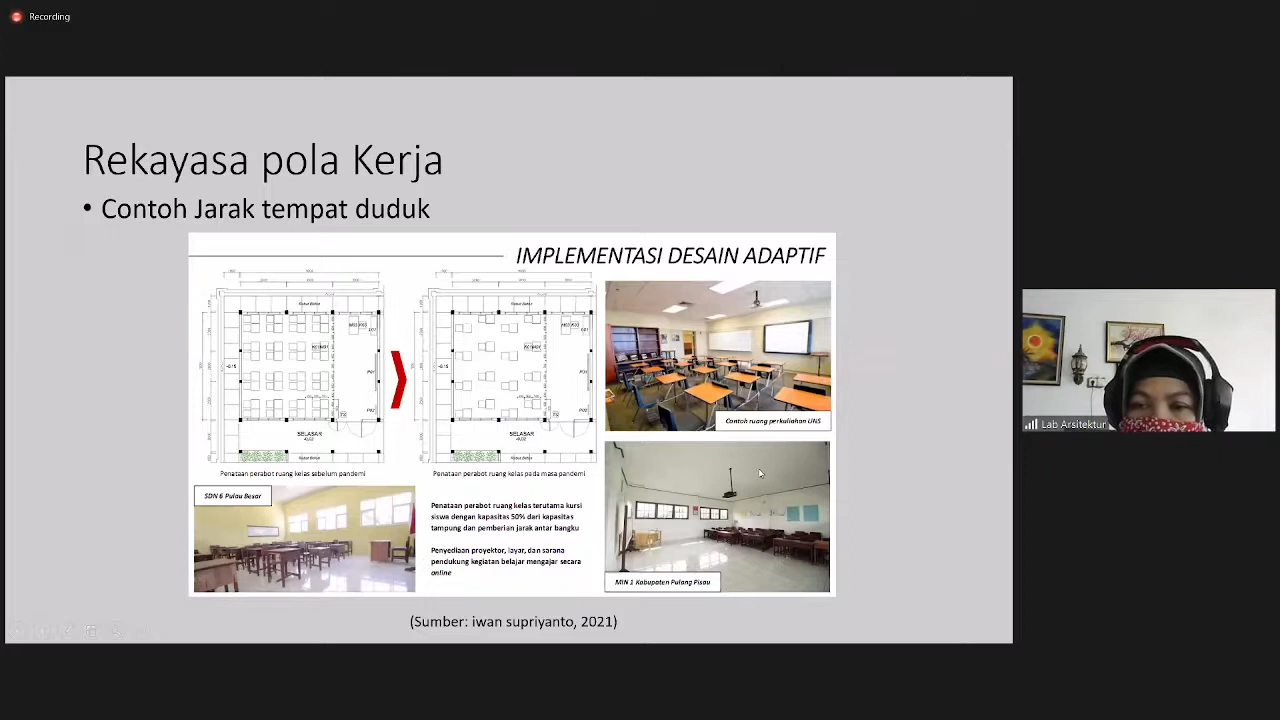 Recording
Rekayasa pola Kerja
• Contoh Jarak tempat duduk
IMPLEMENTASI DESAIN ADAPTIF
SELASAR
SELASAR
Penataan perabot ruang kelas sebelum pandemi
Penataan perabot ruang kelas pada masa pandemi
Contoh ruang perkuliahan UNS
SDN 6 Pulau Besar
Penataan perabot ruang kelas terutama kursi
siswa dengan kapasitas 50% dari kapasitas
tampung dan pemberian jarak antar bangku
Penyediaan proyektor, layar, dan sarana
pendukung kegiatan belajar mengajar secara
online
MIN 1 Kabupaten Pulang Pisau
(Sumber: iwan supriyanto, 2021)
Lab Arsitektur